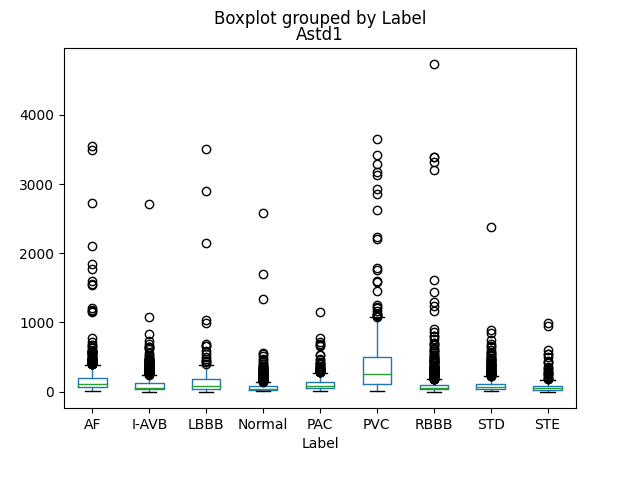 Boxplot grouped by Label
Astd1
4000
3000
2000
1000
0
AF I-AVB LBBB Normal PAC PVC RBBB STD STE
Label